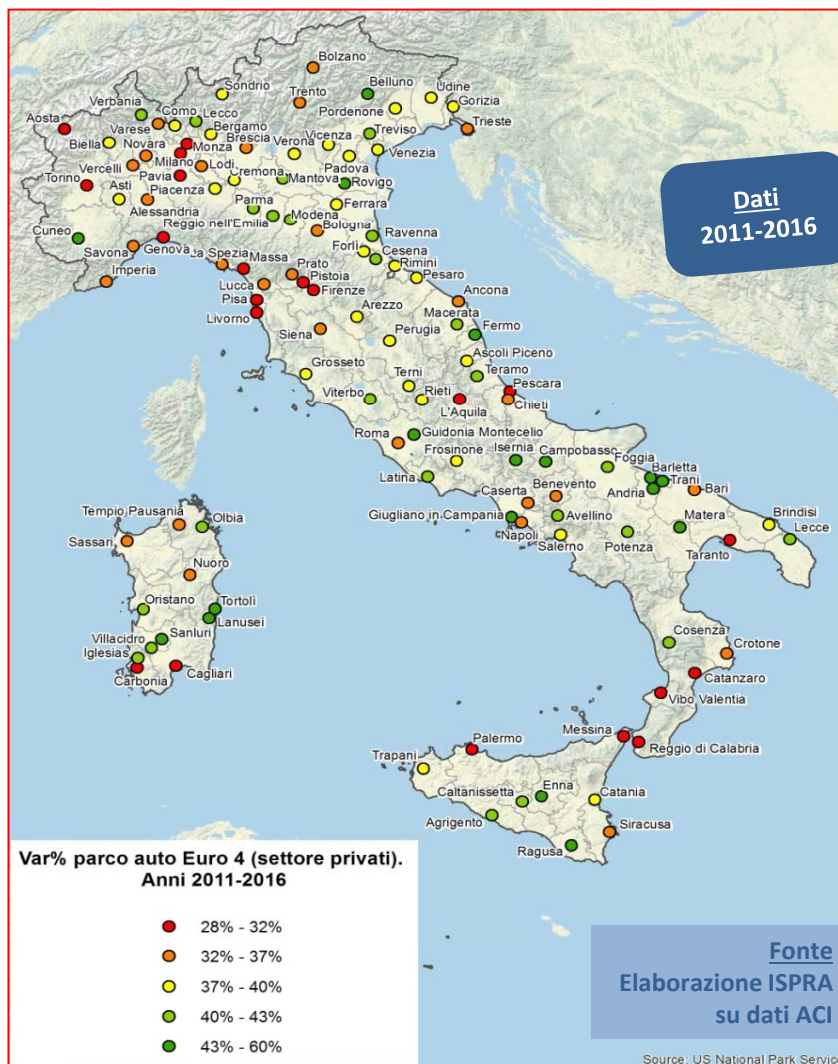 Bolzano
Sondrio
Belluno
Udine
Trento
Verbania
Gorizia
Pordenone
Como
Lecco
Aosta
Varese
Bergamo
Treviso
Trieste
Brescia
Vicenza
Verona
Biella
Novara
Monza
Venezia
Vercelli
Milano
Lodi
Padova
Torino
Pavia
Cremona
Mantova
Rovigo
Asti
Piacenza
Parma
Ferrara
Alessandria
Modena
Cuneo
Reggio nell'Emilia
Bologna
Ravenna
Savona
Genova
La Spezia
Massa
Forlì
Cesena
Imperia
Prato
Rimini
Lucca
Pistoia
Pesaro
Pisa
Firenze
Livorno
Arezzo
Ancona
Macerata
Siena
Perugia
Fermo
Grosseto
Ascoli Piceno
Terni
Teramo
Viterbo
Rieti
Pescara
L'Aquila
Chieti
Roma
Guidonia Montecelio
Isernia
Campobasso
Frosinone
Foggia
Barletta
Latina
Trani
Benevento
Caserta
Andria
Bari
Tempio Pausania
Giugliano in Campania
Avellino
Matera
Brindisi
Olbia
Lecce
Napoli
Salerno
Potenza
Sassari
Taranto
Nuoro
Oristano
Tortolì
Lanusei
Villacidro
Sanluri
Cosenza
Iglesias
Crotone
Carbonia
Cagliari
Catanzaro
Vibo Valentia
Messina
Palermo
Reggio di Calabria
Trapani
Caltanissetta
Enna
Catania
Agrigento
Siracusa
Ragusa
Dati
2011-2016
Var% parco auto Euro 4 (settore privati).
Anni 2011-2016
28% - 32%
32% - 37%
37% - 40%
40% - 43%
43% - 60%
Fonte
Elaborazione ISPRA
su dati ACI
Source: US National Park Servic